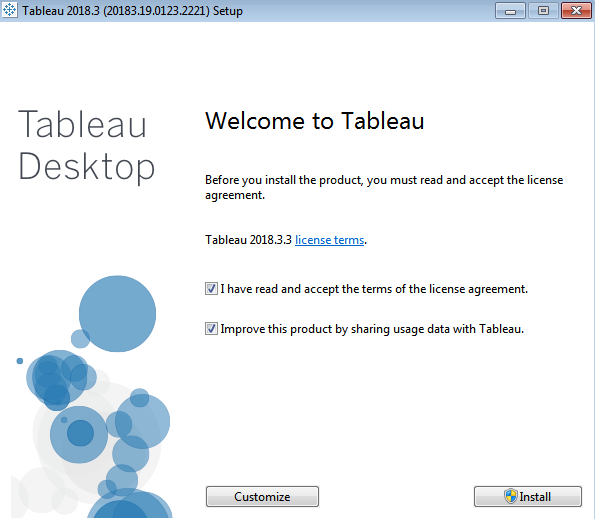 Tableau 2018.3 (20183.19.0123.2221) Setup
Tableau
Desktop
Welcome to Tableau
Before you install the product, you must read and accept the license
agreement.
Tableau 2018.3.3 license terms.
I have read and accept the terms of the license agreement.
Improve this product by sharing usage data with Tableau.
Customize
Install